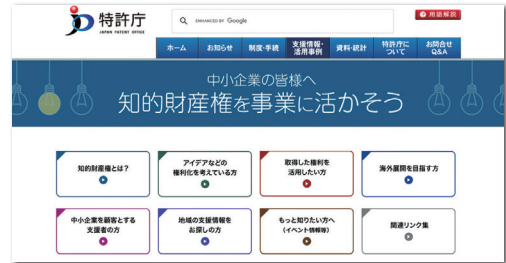 特許庁
JAPAN PATENT OFFICE
ENHANCED BY Google
用語解説
ホーム
お知らせ
制度・手続
支援情報・
活用事例
資料・統計
特許庁に
ついて
お問合せ
Q&A
中小企業の皆様へ
知的財産権を事業に活かそう
知的財産権とは？
アイデアなどの
権利化を考えている方
取得した権利を
活用したい方
海外展開を目指す方
中小企業を顧客とする
支援者の方
地域の支援情報を
お探しの方
もっと知りたい方へ
(イベント情報等)
関連リンク集